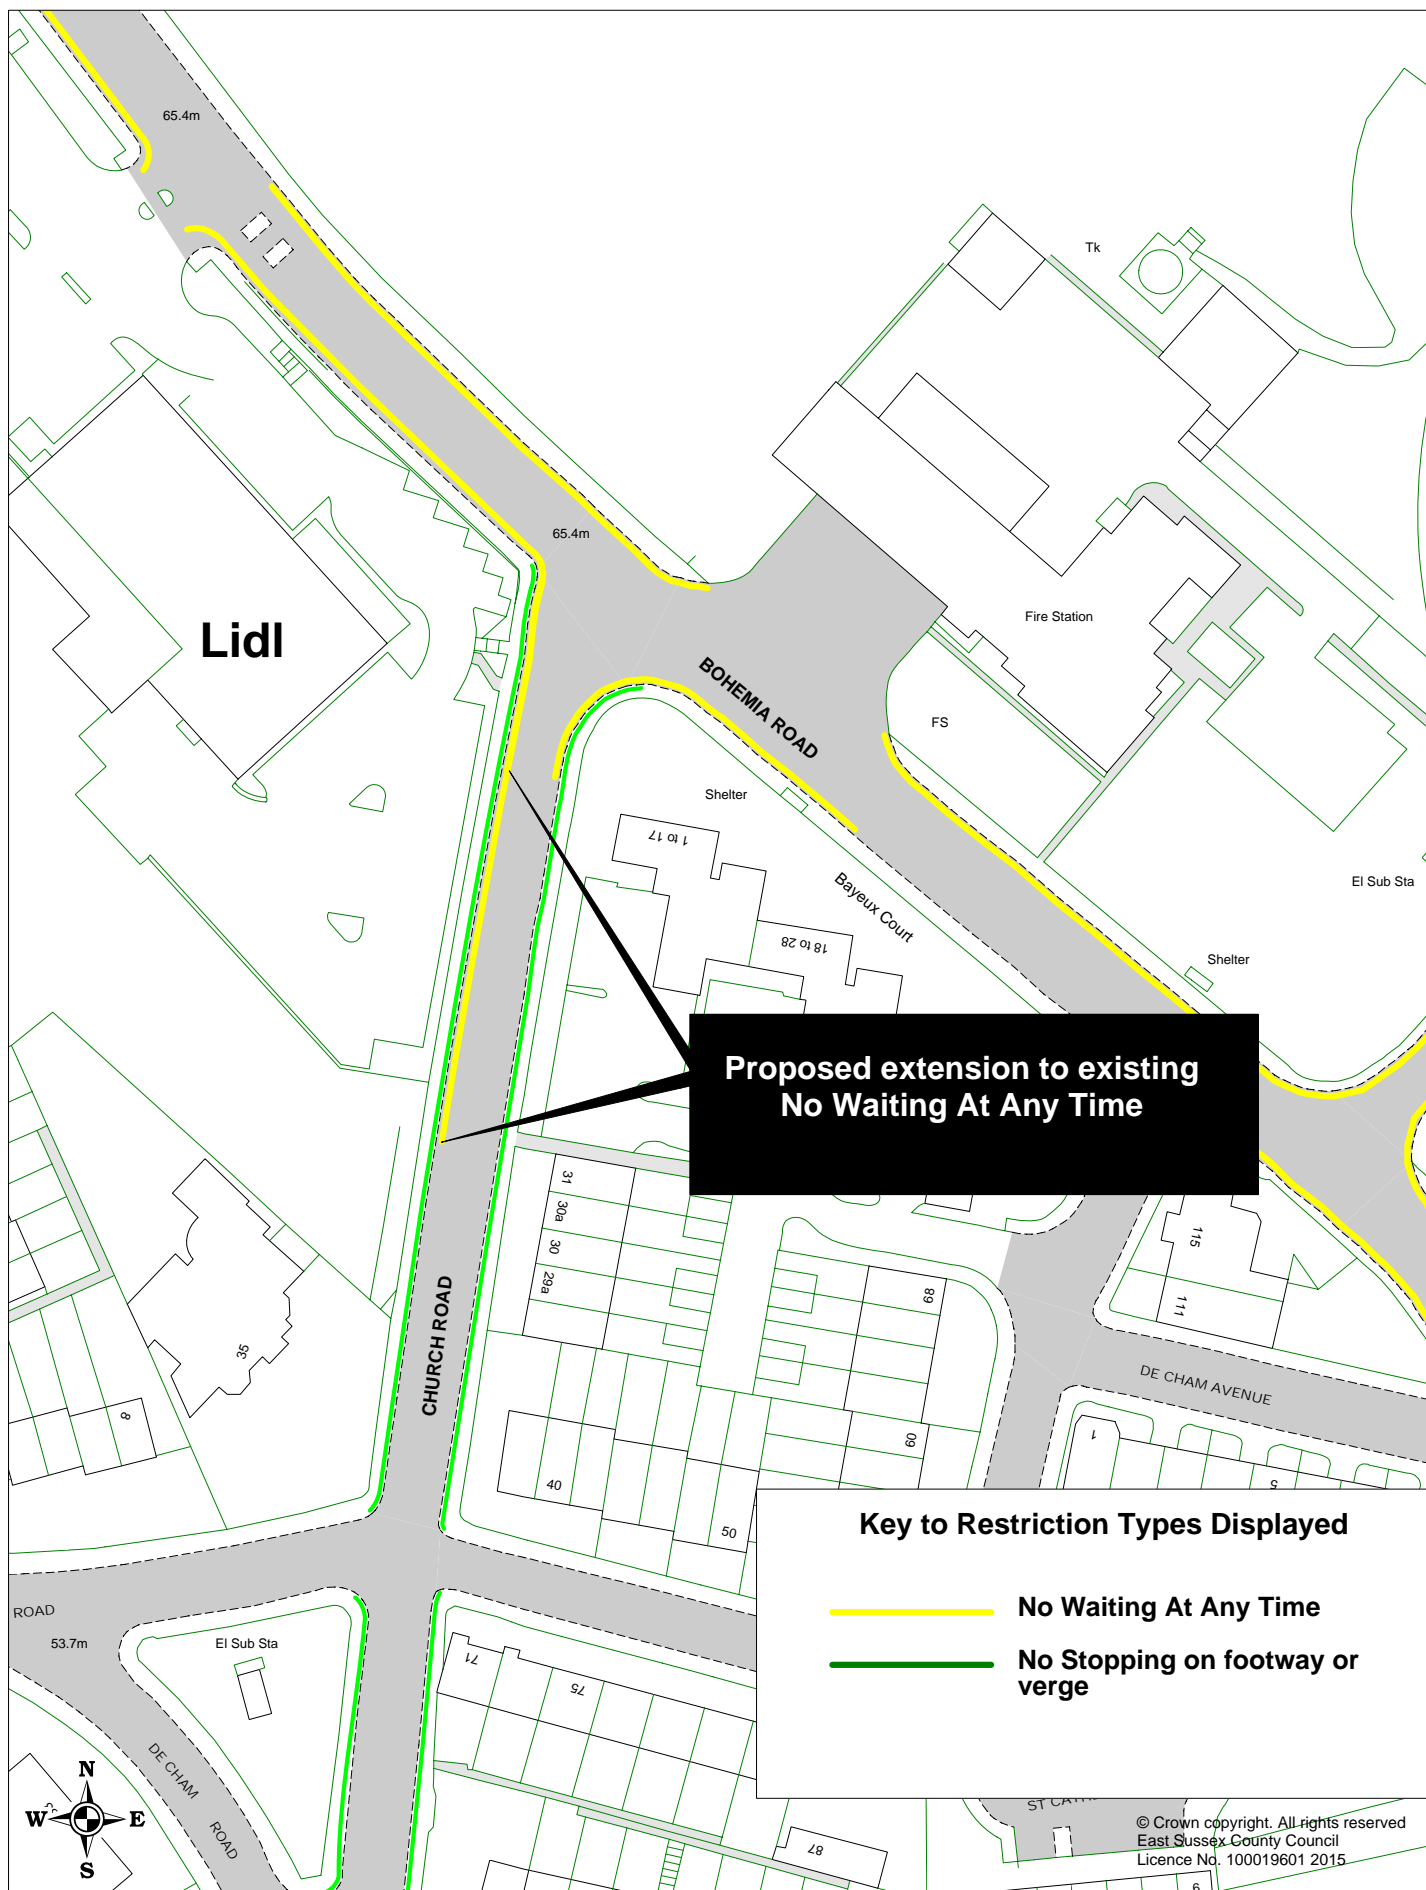 65.4m
Tk
65.4m
Lidl
Fire Station
BOHEMIA ROAD
FS
Shelter
1 to 17
El Sub Sta
Bayeux Court
18 to 28
Shelter
Proposed extension to existing
No Waiting At Any Time
31
30a
30
29a
115
111
89
CHURCH ROAD
35
DE CHAM AVENUE
8
1
60
40
5
50
Key to Restriction Types Displayed
No Waiting At Any Time
No Stopping on footway or
verge
ROAD
53.7m
El Sub Sta
71
75
DE CHAM
ROAD
N
W E
S
87
© Crown copyright. All rights reserved
East Sussex County Council
Licence No. 100019601 2015